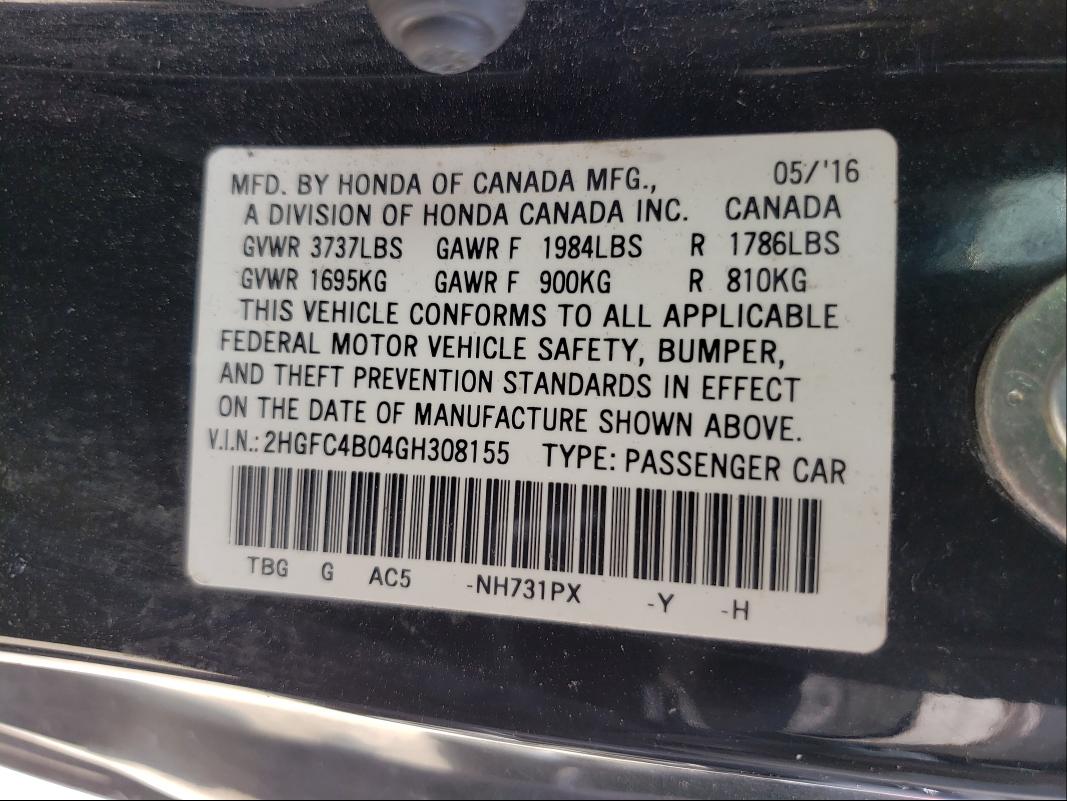 MFD. BY HONDA OF CANADA MFG., 05/'16
A DIVISION OF HONDA CANADA INC. CANADA
GVWR 3737LBS GAWR F 1984LBS R 1786LBS
GVWR 1695KG GAWR F 900KG R 810KG
THIS VEHICLE CONFORMS TO ALL APPLICABLE
FEDERAL MOTOR VEHICLE SAFETY, BUMPER,
AND THEFT PREVENTION STANDARDS IN EFFECT
ON THE DATE OF MANUFACTURE SHOWN ABOVE.
V.I.N.: 2HGFC4B04GH308155 TYPE: PASSENGER CAR
TBG G AC5 -NH731PX -Y -H